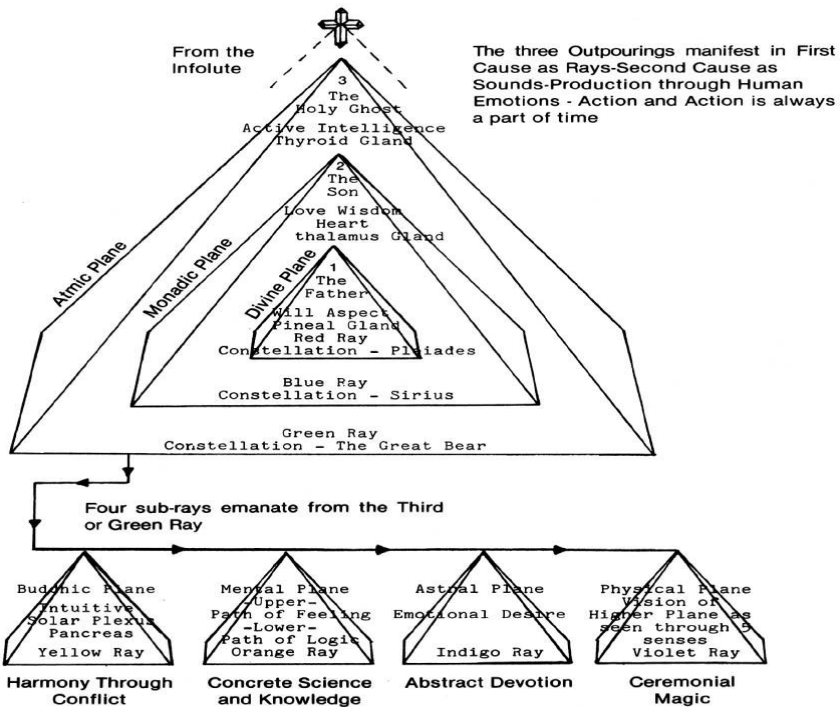 From the
Infolute
The three Outpourings manifest in First
Cause as Rays-Second Cause as
Sounds-Production through Human
Emotions - Action and Action is always
a part of time
3
The
Holy Ghost
Active Intelligence
Thyroid Gland
2
The
Son
Love Wisdom
Heart
thalamus Gland
1
The
Father
Will Aspect
Pineal Gland
Red Ray
Constellation - Pleiades
Blue Ray
Constellation - Sirius
Green Ray
Constellation - The Great Bear
Atmic Plane
Monadic Plane
Divine Plane
Four sub-rays emanate from the Third
or Green Ray
Buddhic Plane
Intuitive
Solar Plexus
Pancreas
Yellow Ray
Harmony Through
Conflict
Mental Plane
-Upper-
Path of Feeling
-Lower-
Path of Logic
Orange Ray
Concrete Science
and Knowledge
Astral Plane
Emotional Desire
Indigo Ray
Abstract Devotion
Physical Plane
Vision of
Higher Plane as
seen through 5
senses
Violet Ray
Ceremonial
Magic